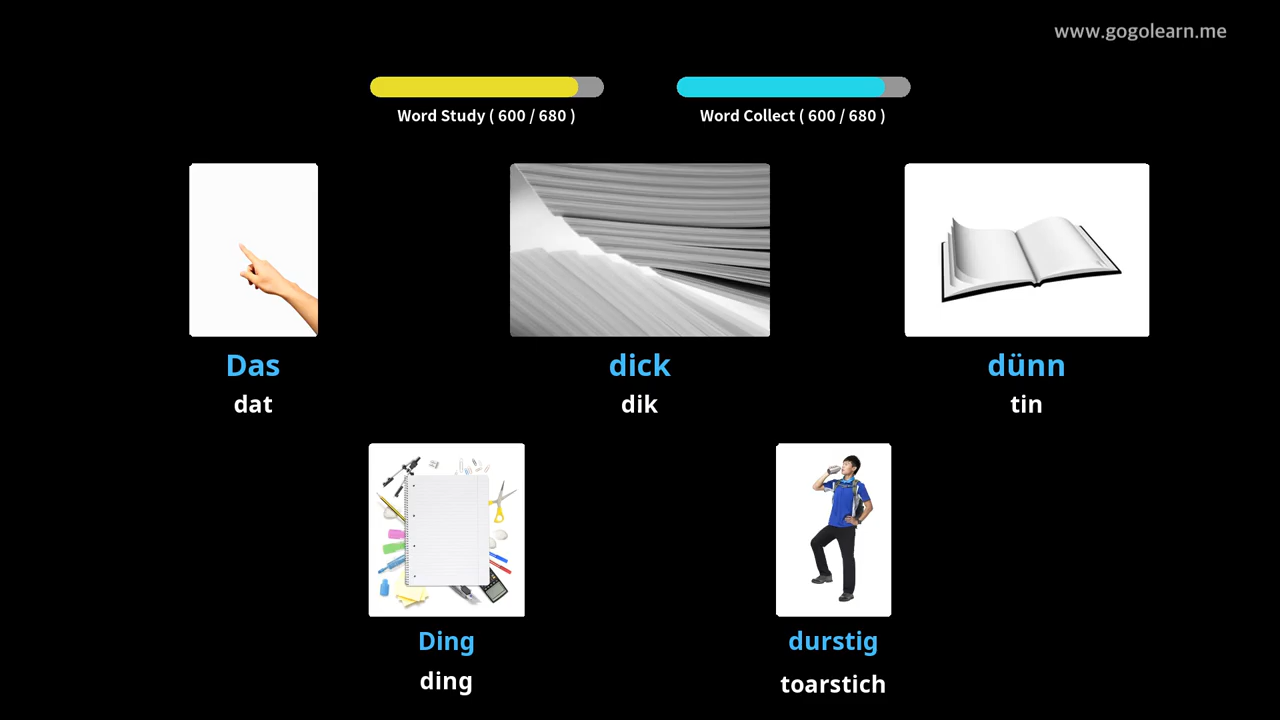 www.gogolearn.me
Word Study ( 600 / 680 )
Word Collect ( 600 / 680 )
Das
dat
dick
dik
dünn
tin
Ding
ding
durstig
toarstich